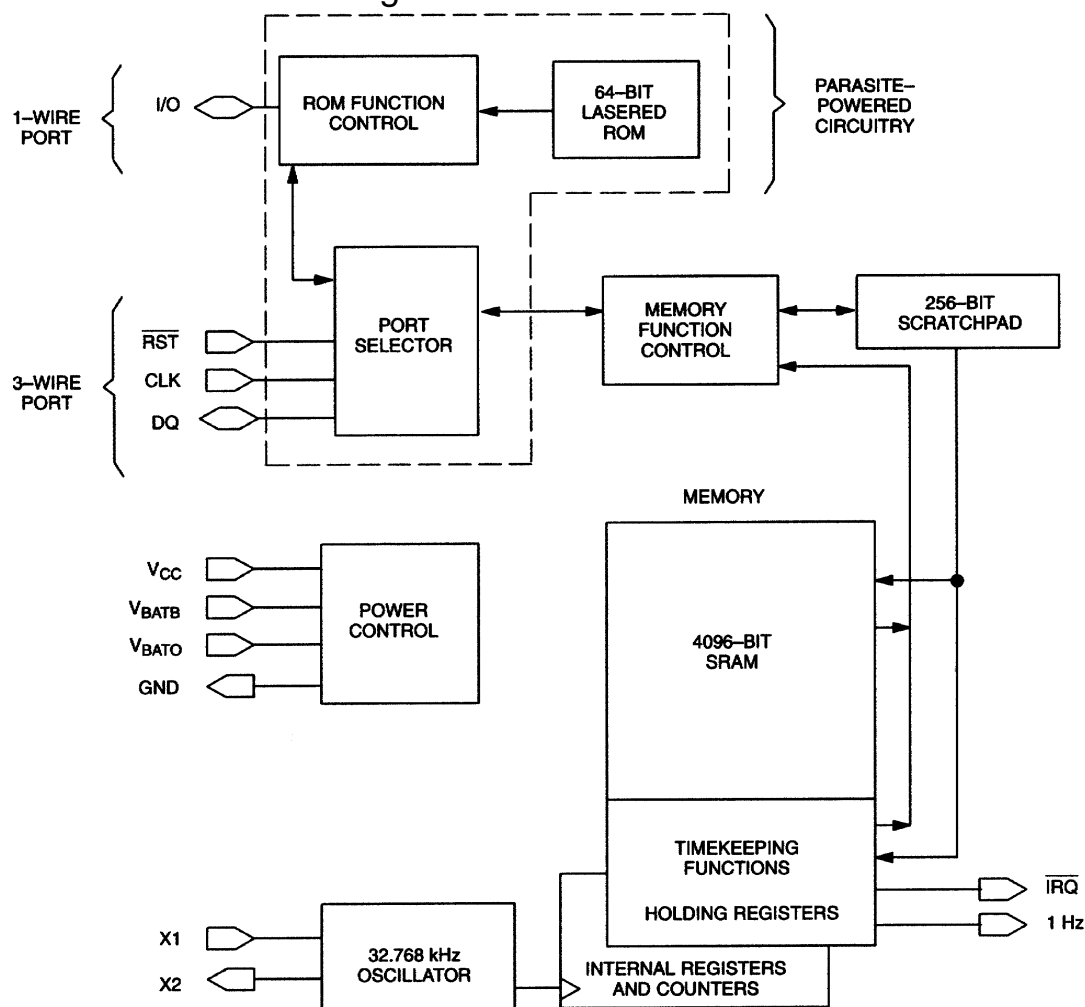 1–WIRE
PORT
I/O
ROM FUNCTION
CONTROL
64–BIT
LASERED
ROM
PARASITE–
POWERED
CIRCUITRY
3–WIRE
PORT
RST
CLK
DQ
PORT
SELECTOR
MEMORY
FUNCTION
CONTROL
256–BIT
SCRATCHPAD
MEMORY
VCC
VBATB
VBATO
GND
POWER
CONTROL
4096–BIT
SRAM
TIMEKEEPING
FUNCTIONS
HOLDING REGISTERS
IRQ
1 Hz
X1
X2
32.768 kHz
OSCILLATOR
INTERNAL REGISTERS
AND COUNTERS